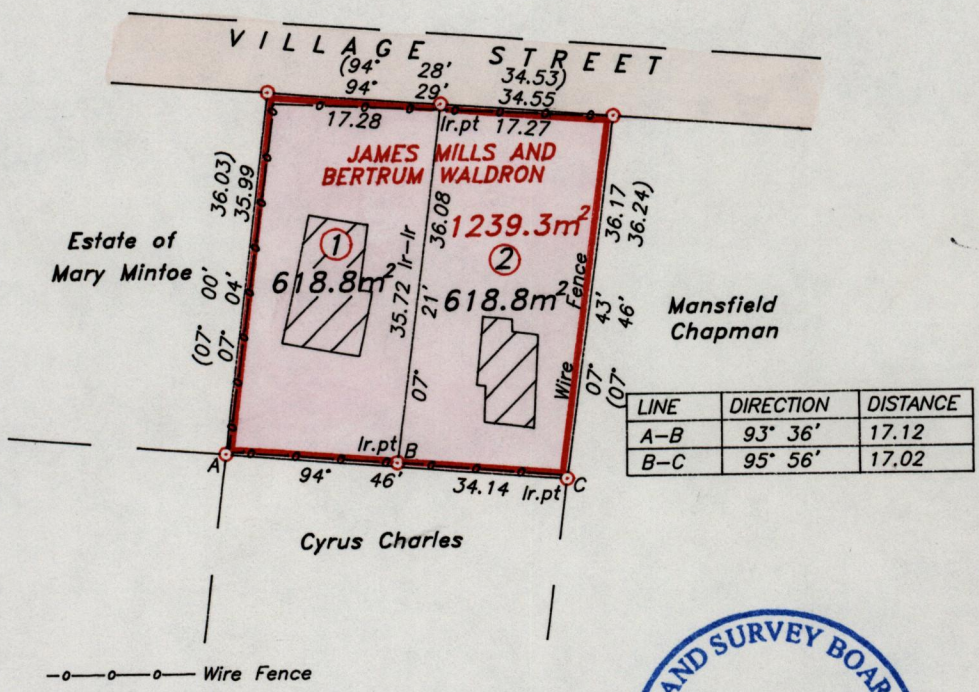 VILLAGE STREET
(94° 28' 34.53)
94° 29' 34.55
17.28
Ir.pt
17.27
JAMES MILLS AND
BERTRUM WALDRON
36.03)
35.99
00'
04'
(07°
07°
Estate of
Mary Mintoe
1
618.8m²
35.72 Ir-Ir
36.08
21'
07°
1239.3m²
2
618.8m²
Wire Fence
36.17
36.24)
43'
46'
07°
(07°
Mansfield
Chapman
LINE DIRECTION DISTANCE
A-B 93° 36' 17.12
B-C 95° 56' 17.02
A
Ir.pt
B
94° 46' 34.14
Ir.pt
C
Cyrus Charles
Wire Fence
AND SURVEY BOAR